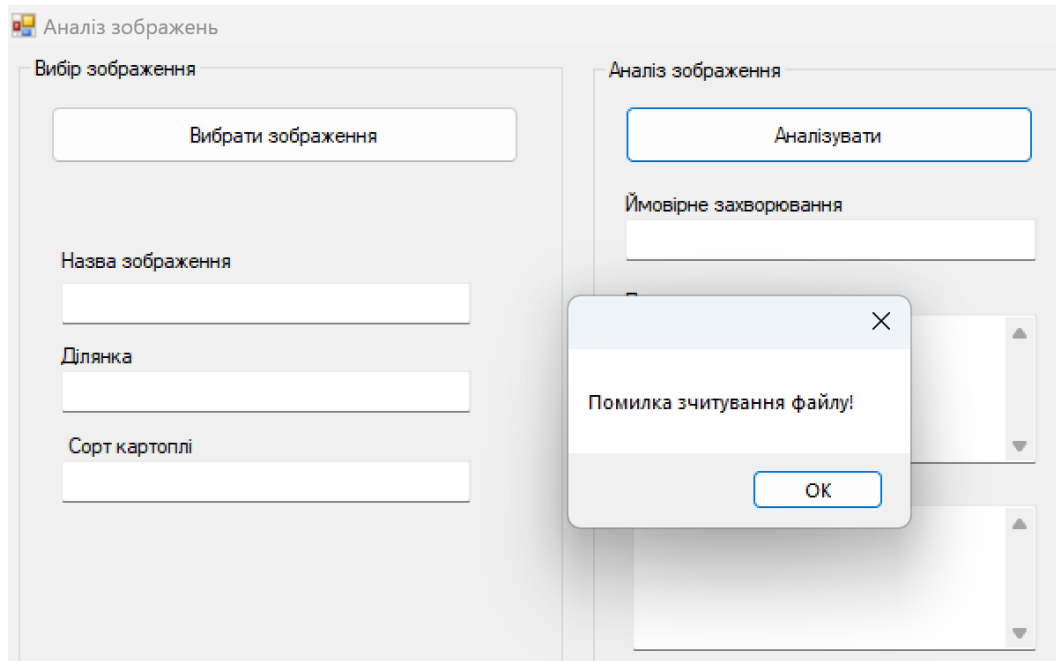 Аналіз зображень
Вибір зображення
Вибрати зображення
Назва зображення
Ділянка
Сорт картоплі
Аналіз зображення
Аналізувати
Ймовірне захворювання
Помилка зчитування файлу!
OK